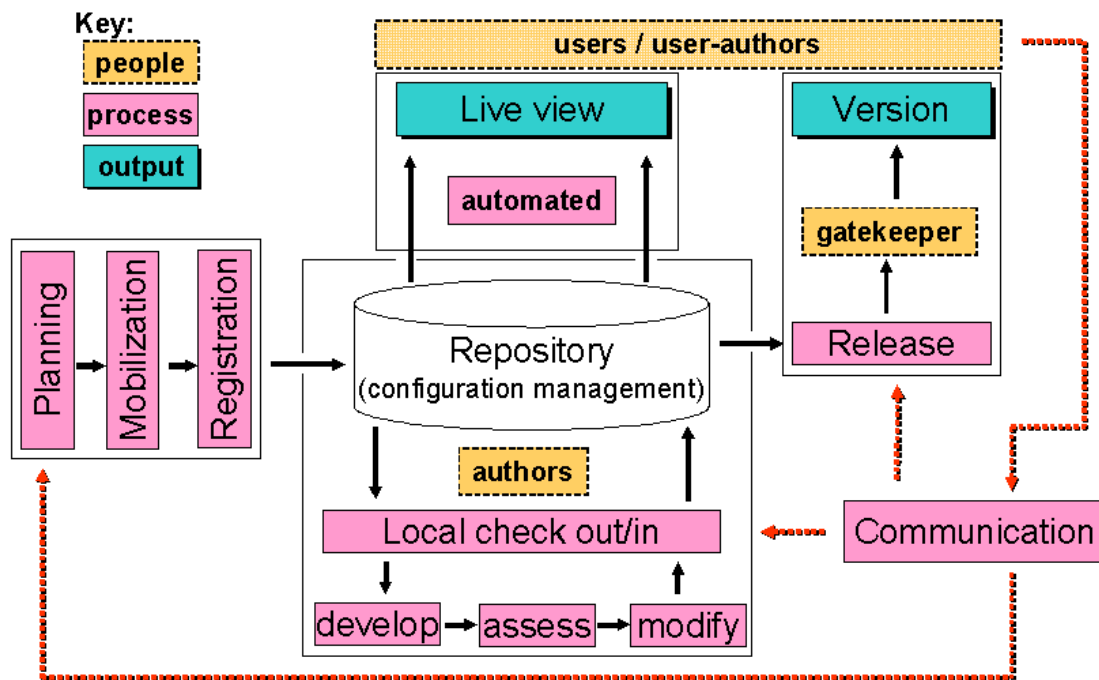 Key:
people
process
output
users / user-authors
Live view
automated
Version
gatekeeper
Release
Planning
Mobilization
Registration
Repository
(configuration management)
authors
Local check out/in
develop
assess
modify
Communication